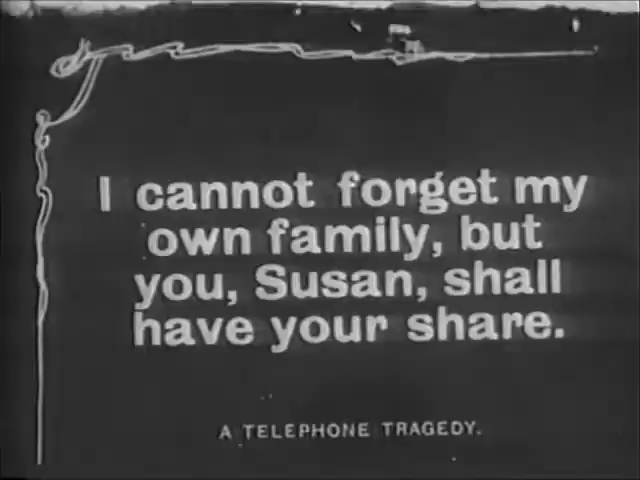 I cannot forget my
own family, but
you, Susan, shall
have your share.
A TELEPHONE TRAGEDY.